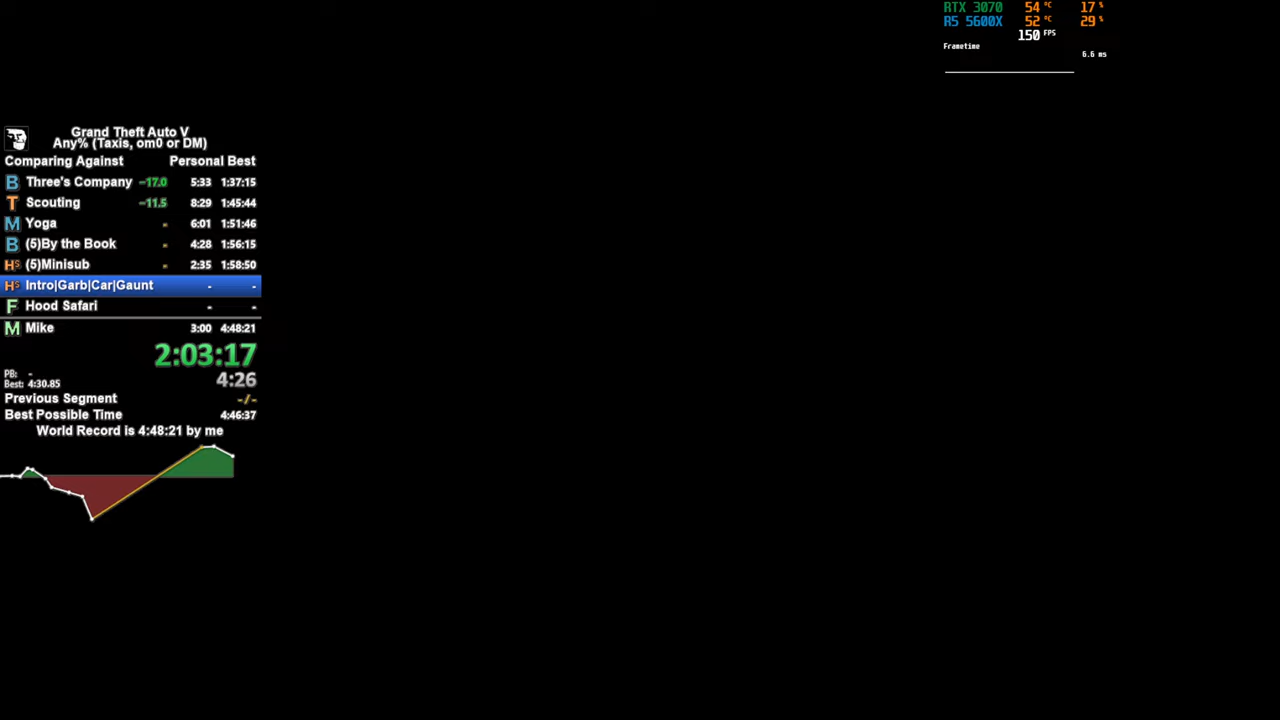 RTX 3070 54 °C 17 %
R5 5600X 52 °C 29 %
150 FPS
Frametime
6.6 ms
Grand Theft Auto V
Any% (Taxis, om0 or DM)
Comparing Against Personal Best
B Three's Company -17.0 5:33 1:37:15
T Scouting -11.5 8:29 1:45:44
M Yoga - 6:01 1:51:46
B (5)By the Book - 4:28 1:56:15
HS (5)Minisub - 2:35 1:58:50
HS Intro|Garb|Car|Gaunt - -
F Hood Safari - -
M Mike 3:00 4:48:21
2:03:17
PB: -
Best: 4:30.85 4:26
Previous Segment -/-
Best Possible Time 4:46:37
World Record is 4:48:21 by me